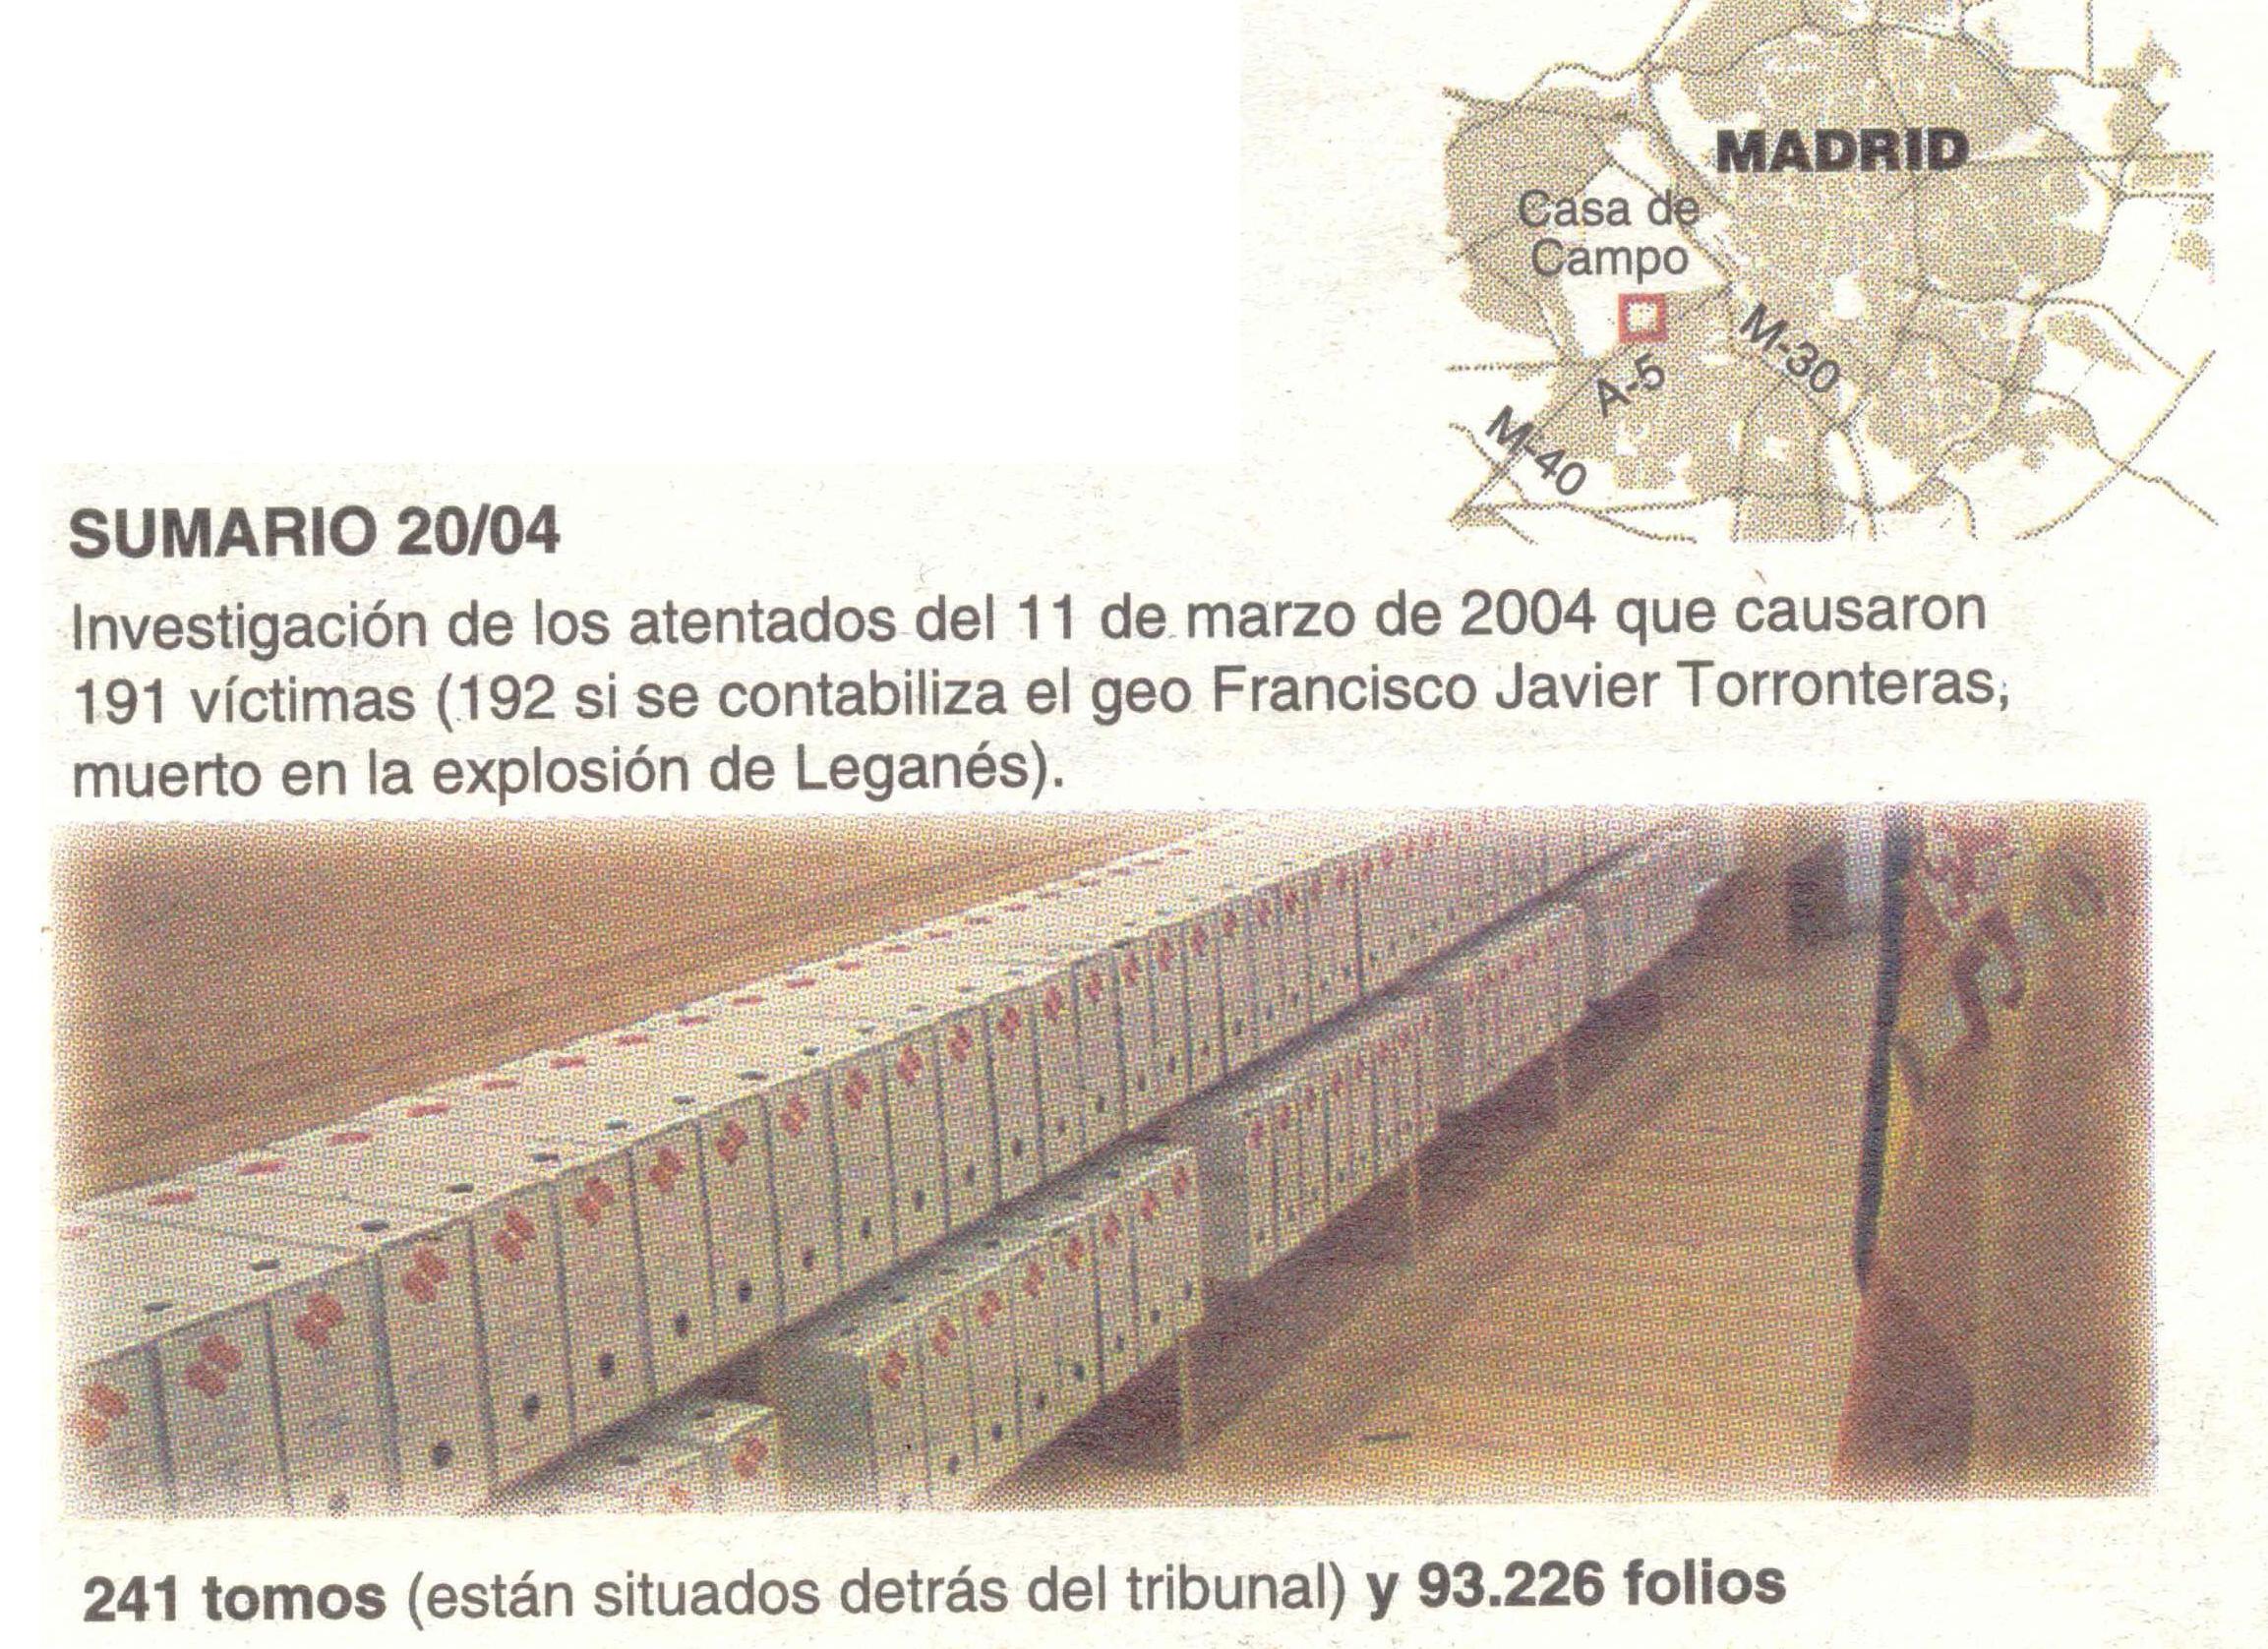 MADRID
Casa de
Campo
M-30
A-5
M-40
SUMARIO 20/04
Investigación de los atentados del 11 de marzo de 2004 que causaron
191 víctimas (192 si se contabiliza el geo Francisco Javier Torronteras,
muerto en la explosión de Leganés).
241 tomos (están situados detrás del tribunal) y 93.226 folios